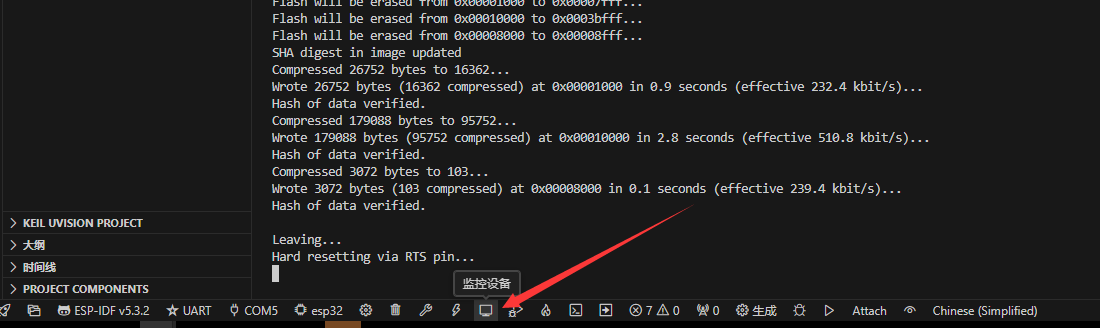 Flash will be erased from 0x00001000 to 0x00007fff...
Flash will be erased from 0x00010000 to 0x0003bfff...
Flash will be erased from 0x00008000 to 0x00008fff...
SHA digest in image updated
Compressed 26752 bytes to 16362...
Wrote 26752 bytes (16362 compressed) at 0x00001000 in 0.9 seconds (effective 232.4 kbit/s)...
Hash of data verified.
Compressed 179088 bytes to 95752...
Wrote 179088 bytes (95752 compressed) at 0x00010000 in 2.8 seconds (effective 510.8 kbit/s)...
Hash of data verified.
Compressed 3072 bytes to 103...
Wrote 3072 bytes (103 compressed) at 0x00008000 in 0.1 seconds (effective 239.4 kbit/s)...
Hash of data verified.
Leaving...
Hard resetting via RTS pin...
KEIL UVISION PROJECT
大纲
时间线
PROJECT COMPONENTS
监控设备
ESP-IDF v5.3.2 UART COM5 esp32 7 0 0 生成 Attach Chinese (Simplified)